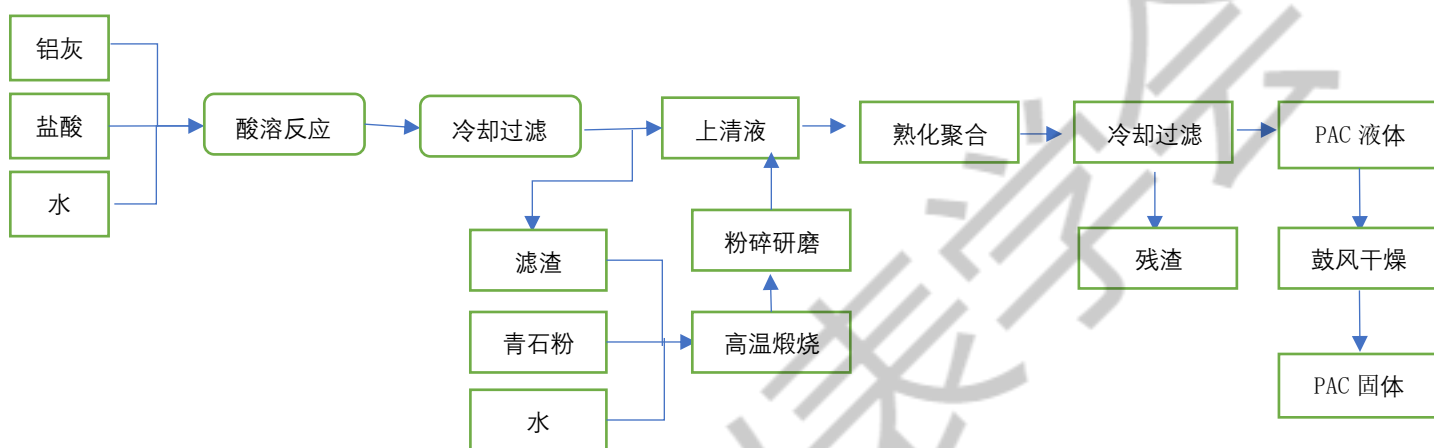 铝灰
盐酸
水
酸溶反应
冷却过滤
上清液
熟化聚合
冷却过滤
PAC 液体
滤渣
青石粉
水
粉碎研磨
高温煅烧
残渣
鼓风干燥
PAC 固体